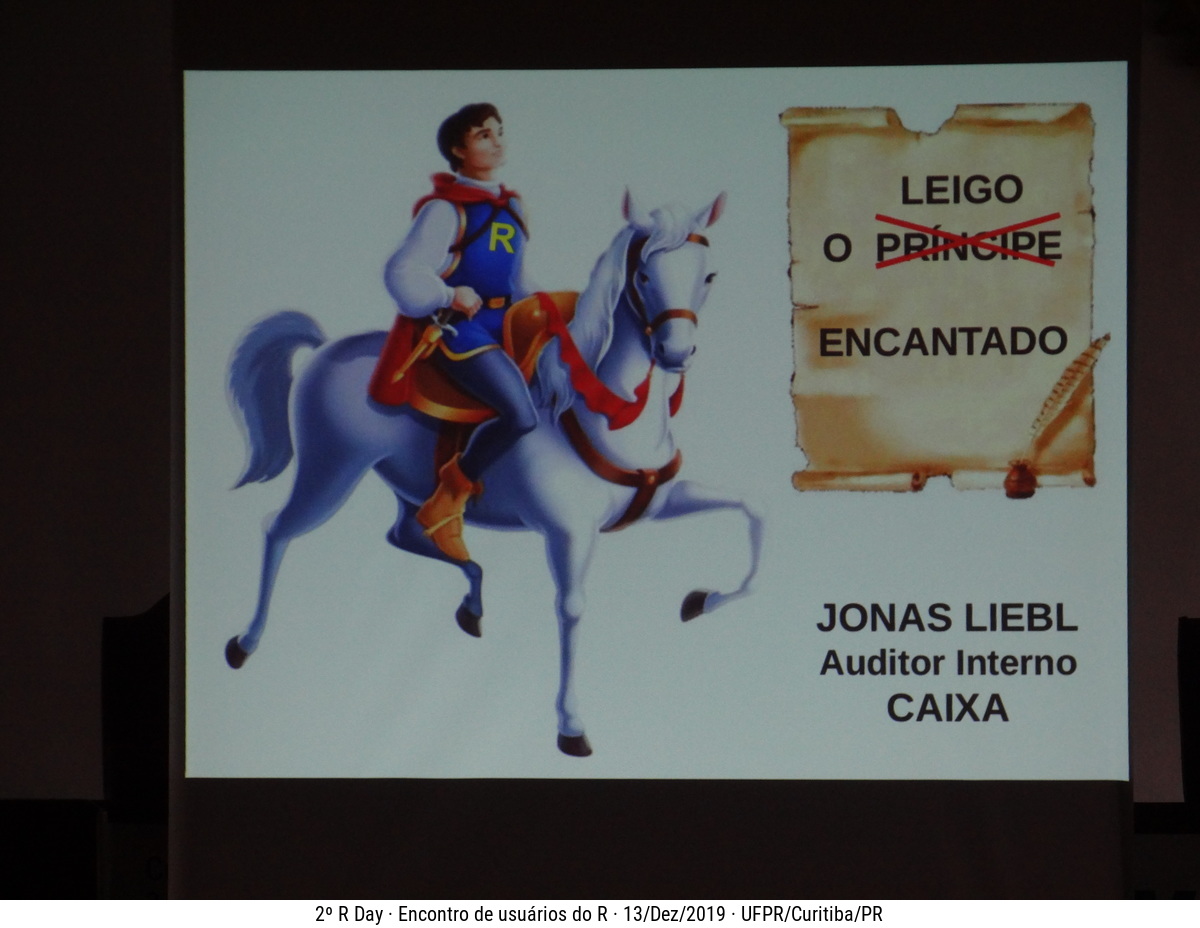 R
LEIGO
O PRÍNCIPE
ENCANTADO
JONAS LIEBL
Auditor Interno
CAIXA
2º R Day · Encontro de usuários do R · 13/Dez/2019 · UFPR/Curitiba/PR